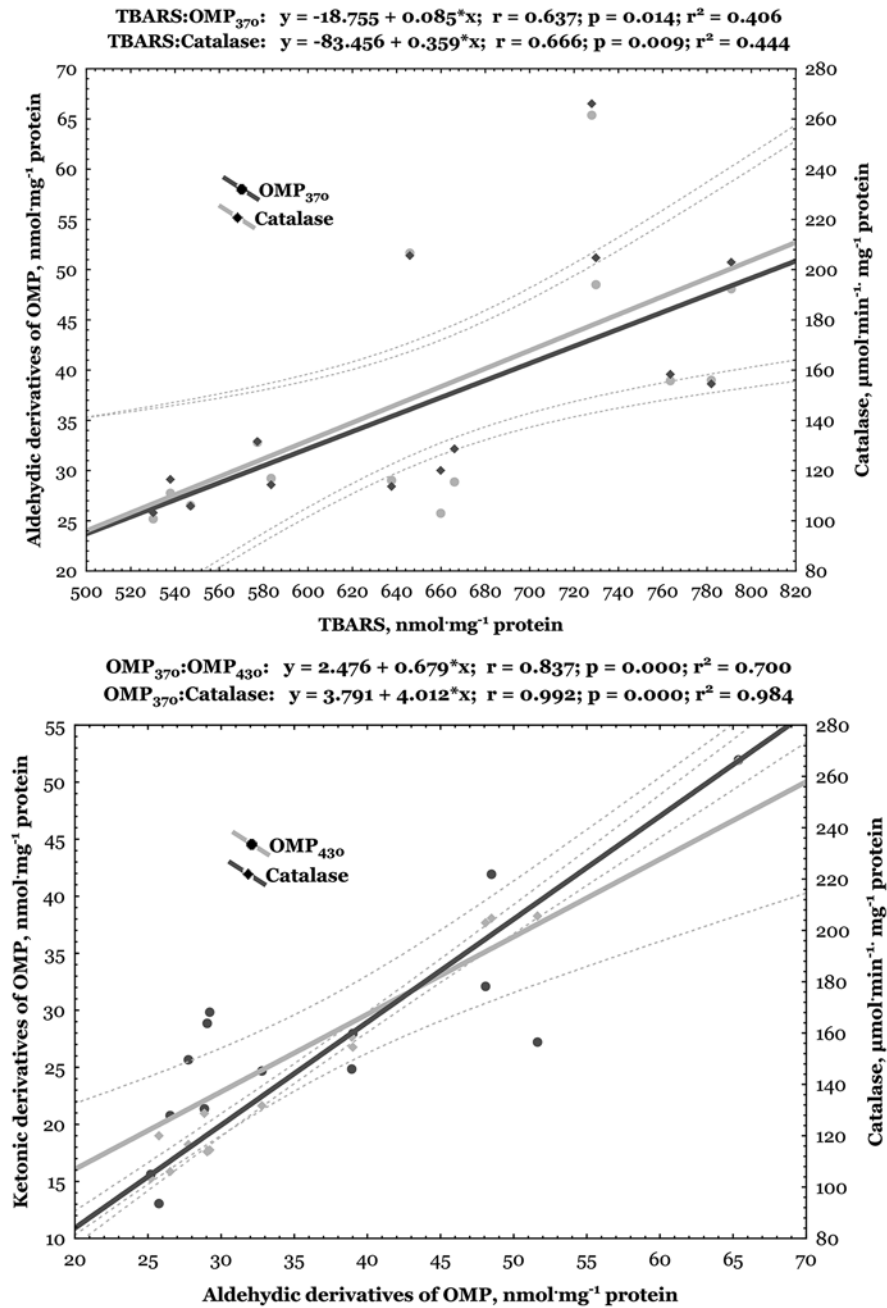 TBARS:OMP₃₇₀: y = -18.755 + 0.085*x; r = 0.637; p = 0.014; r² = 0.406
TBARS:Catalase: y = -83.456 + 0.359*x; r = 0.666; p = 0.009; r² = 0.444
Aldehydic derivatives of OMP, nmol·mg⁻¹ protein
70
65
60
55
50
45
40
35
30
25
20
OMP₃₇₀
Catalase
280
260
240
220
200
180
160
140
120
100
80
Catalase, μmol·min⁻¹· mg⁻¹ protein
500 520 540 560 580 600 620 640 660 680 700 720 740 760 780 800 820
TBARS, nmol·mg⁻¹ protein
OMP₃₇₀:OMP₄₃₀: y = 2.476 + 0.679*x; r = 0.837; p = 0.000; r² = 0.700
OMP₃₇₀:Catalase: y = 3.791 + 4.012*x; r = 0.992; p = 0.000; r² = 0.984
Ketonic derivatives of OMP, nmol·mg⁻¹ protein
55
50
45
40
35
30
25
20
15
10
OMP₄₃₀
Catalase
280
260
240
220
200
180
160
140
120
100
80
Catalase, μmol·min⁻¹· mg⁻¹ protein
20 25 30 35 40 45 50 55 60 65 70
Aldehydic derivatives of OMP, nmol·mg⁻¹ protein